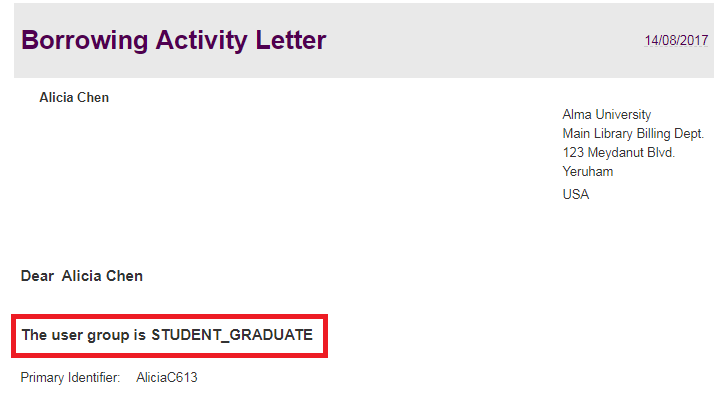 Borrowing Activity Letter
14/08/2017
Alicia Chen
Alma University
Main Library Billing Dept.
123 Meydanut Blvd.
Yeruham
USA
Dear Alicia Chen
The user group is STUDENT_GRADUATE
Primary Identifier: AliciaC613